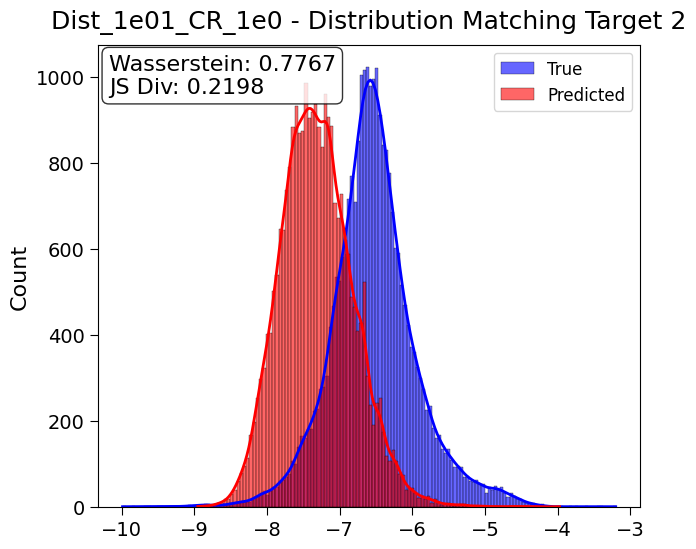 Dist_1e01_CR_1e0 - Distribution Matching Target 2
Wasserstein: 0.7767
JS Div: 0.2198
True
Predicted
Count
1000
800
600
400
200
0
−10 −9 −8 −7 −6 −5 −4 −3